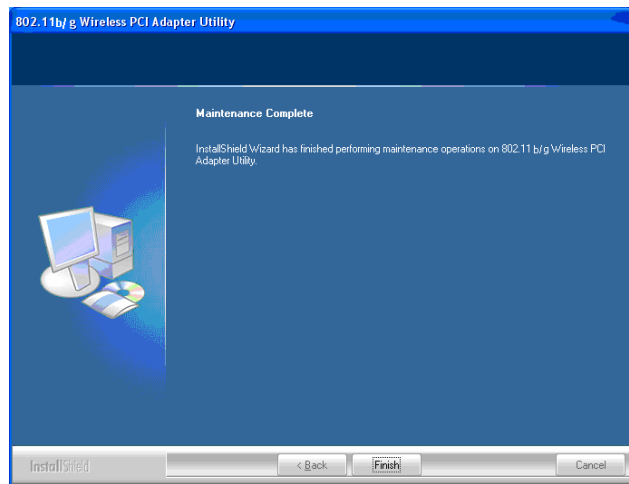 802.11b/g Wireless PCI Adapter Utility
Maintenance Complete
InstallShield Wizard has finished performing maintenance operations on 802.11 b/g Wireless PCI
Adapter Utility.
InstallShield
< Back
Finish
Cancel